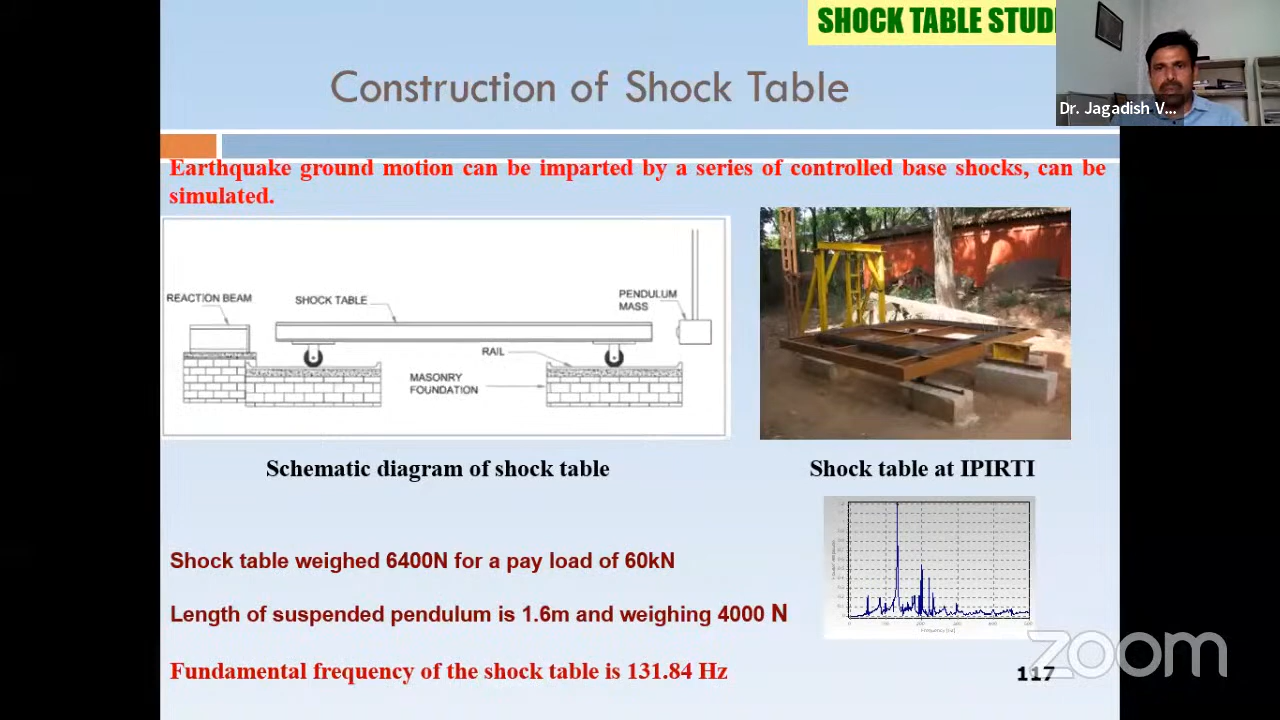 SHOCK TABLE STUD
Dr. Jagadish V...
Construction of Shock Table
Earthquake ground motion can be imparted by a series of controlled base shocks, can be
simulated.
REACTION BEAM
SHOCK TABLE
PENDULUM
MASS
RAIL
MASONRY
FOUNDATION
Schematic diagram of shock table
Shock table at IPIRTI
Shock table weighed 6400N for a pay load of 60kN
Length of suspended pendulum is 1.6m and weighing 4000 N
Fundamental frequency of the shock table is 131.84 Hz
117
zoom